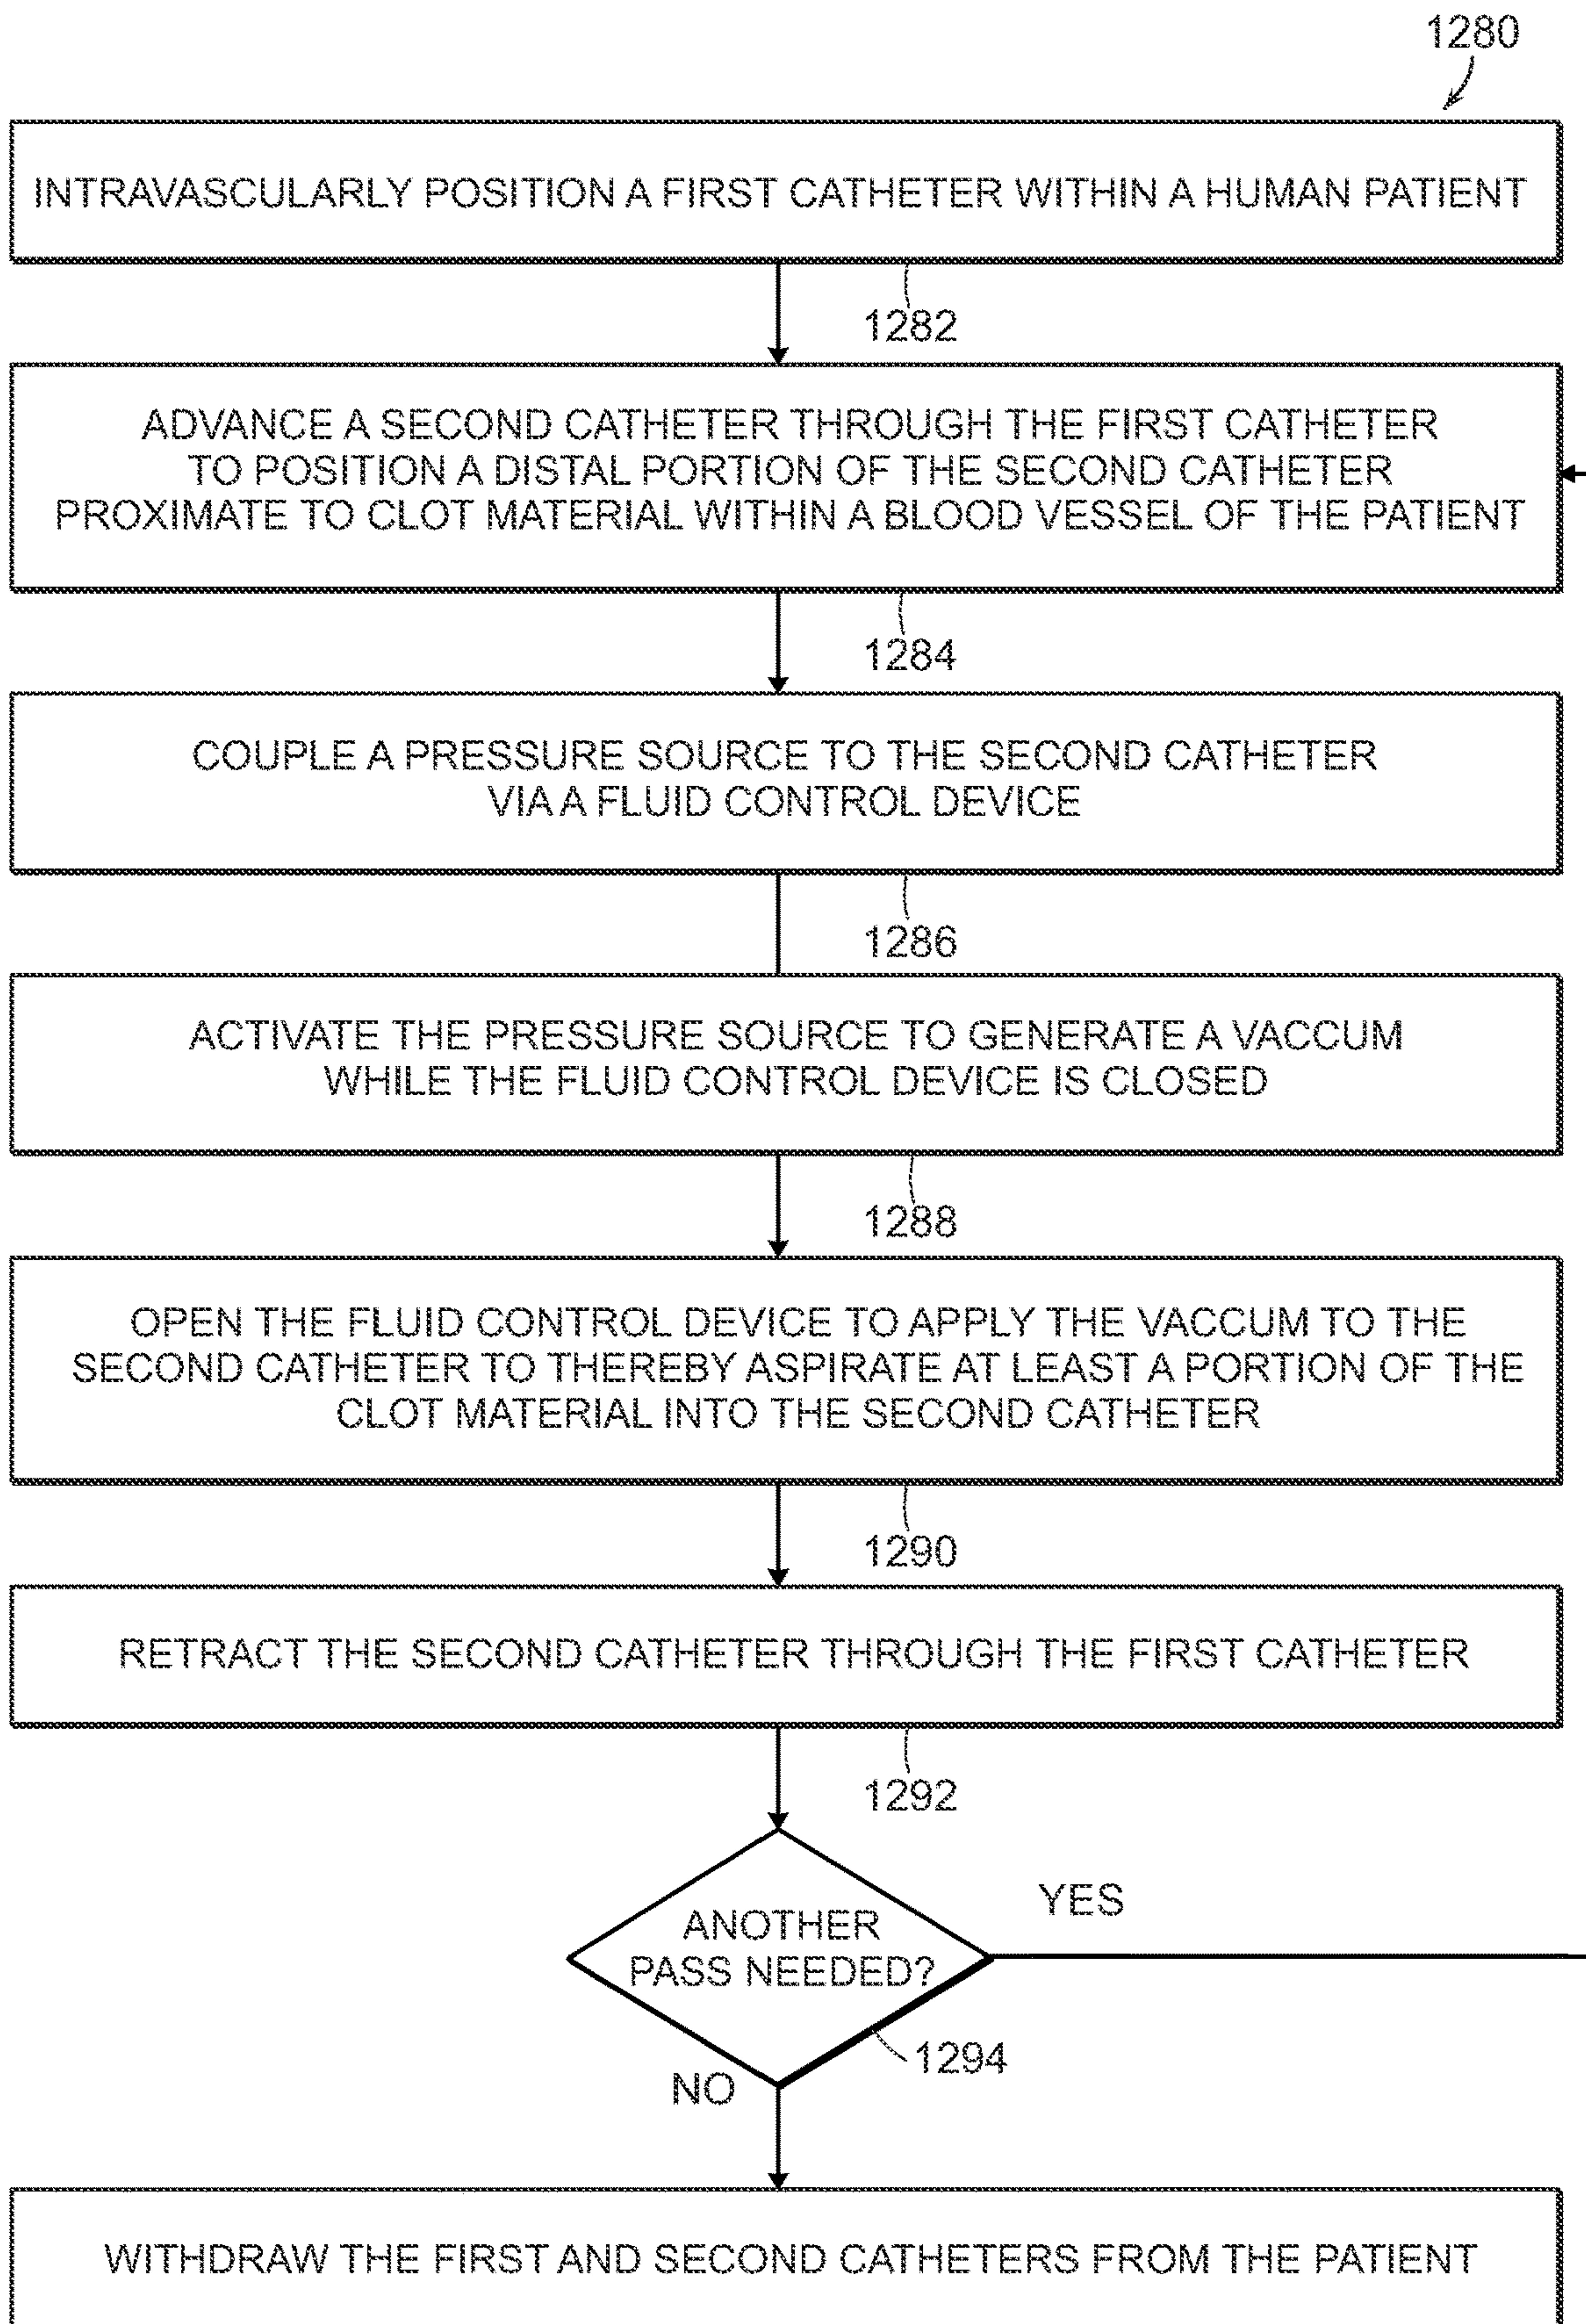 1280
INTRAVASCULARLY POSITION A FIRST CATHETER WITHIN A HUMAN PATIENT
1282
ADVANCE A SECOND CATHETER THROUGH THE FIRST CATHETER
TO POSITION A DISTAL PORTION OF THE SECOND CATHETER
PROXIMATE TO CLOT MATERIAL WITHIN A BLOOD VESSEL OF THE PATIENT
1284
COUPLE A PRESSURE SOURCE TO THE SECOND CATHETER
VIA A FLUID CONTROL DEVICE
1286
ACTIVATE THE PRESSURE SOURCE TO GENERATE A VACCUM
WHILE THE FLUID CONTROL DEVICE IS CLOSED
1288
OPEN THE FLUID CONTROL DEVICE TO APPLY THE VACCUM TO THE
SECOND CATHETER TO THEREBY ASPIRATE AT LEAST A PORTION OF THE
CLOT MATERIAL INTO THE SECOND CATHETER
1290
RETRACT THE SECOND CATHETER THROUGH THE FIRST CATHETER
1292
YES
ANOTHER
PASS NEEDED?
1294
NO
WITHDRAW THE FIRST AND SECOND CATHETERS FROM THE PATIENT